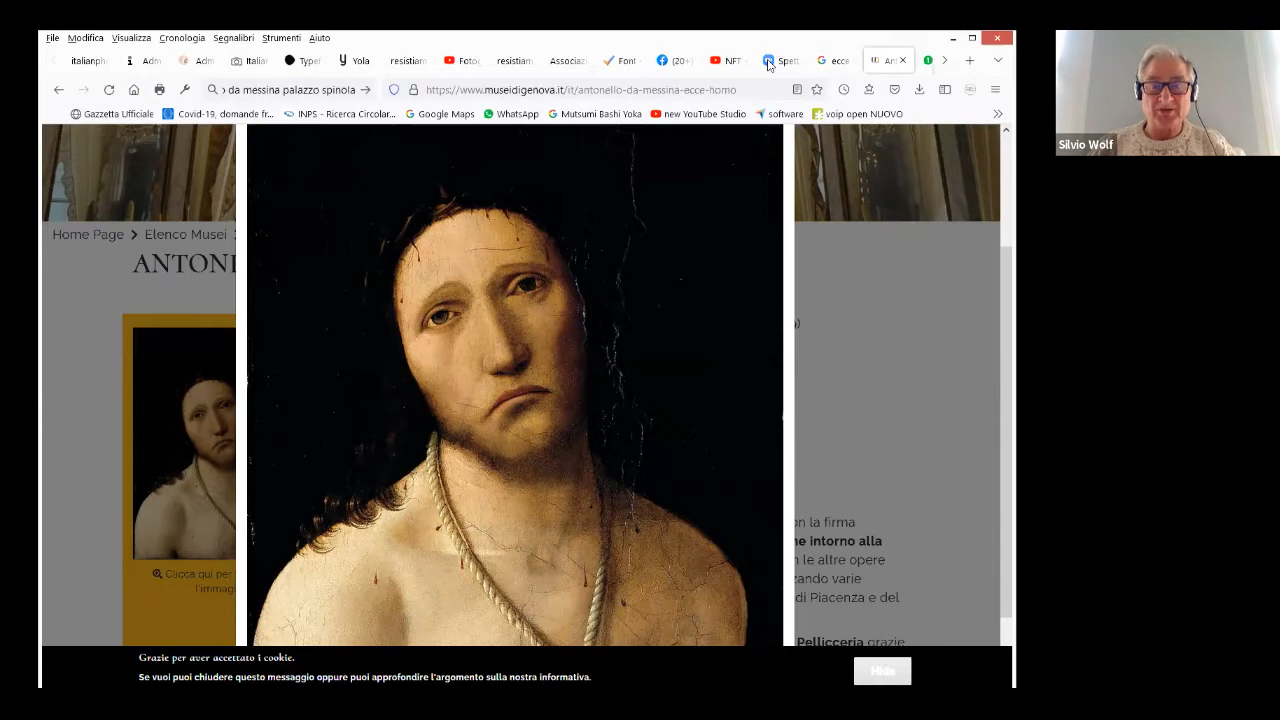 File Modifica Visualizza Cronologia Segnalibri Strumenti Aiuto
italianph Adm Adm Italiar Typer Yola resistiam Fotog resistiam Associaz Font (20+) NFT Spett ecce Ant 1
da messina palazzo spinola https://www.museidigenova.it/it/antonello-da-messina-ecce-homo
Gazzetta Ufficiale Covid-19, domande fr... INPS - Ricerca Circolar... Google Maps WhatsApp Mutsumi Bashi Yoka new YouTube Studio software voip open NUOVO
Silvio Wolf
Home Page Elenco Musei
ANTON
on la firma
ne intorno alla
n le altre opere
zando varie
di Piacenza e del
Clicca qui per
l'immagi
Pellicceria grazie
Grazie per aver accettato i cookie.
Hide
Se vuoi puoi chiudere questo messaggio oppure puoi approfondire l'argomento sulla nostra informativa.